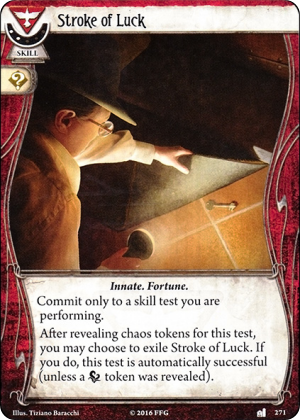 Stroke of Luck
SKILL
?
Innate. Fortune.
Commit only to a skill test you are
performing.
After revealing chaos tokens for this test,
you may choose to exile Stroke of Luck. If
you do, this test is automatically successful
(unless a token was revealed).
Illus. Tiziano Baracchi
© 2016 FFG
271